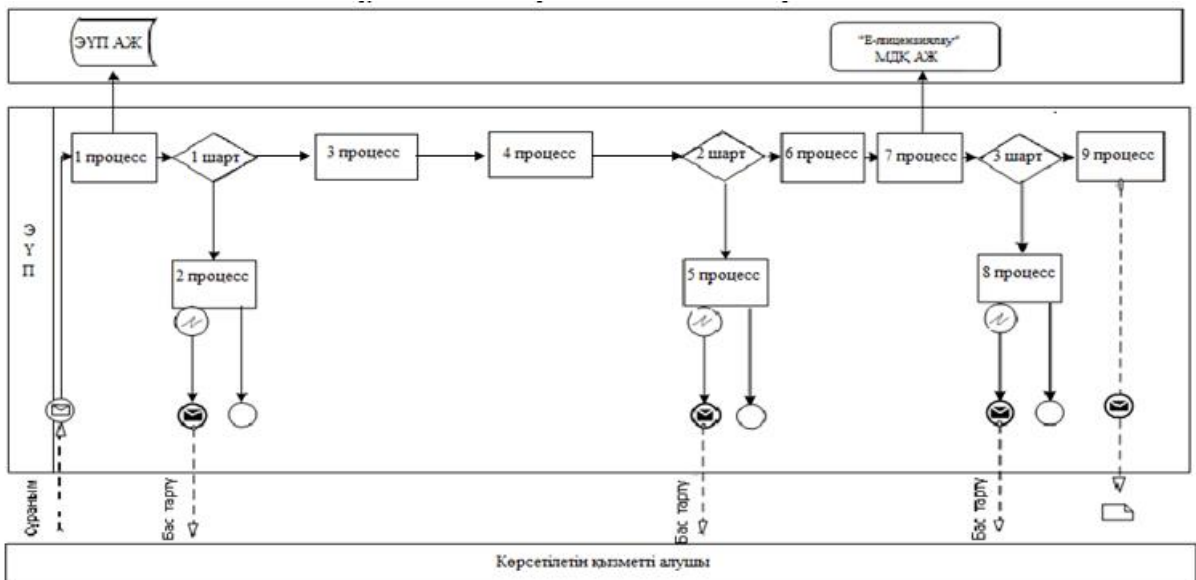 ЭҮП АЖ
"Е-лицензиялау"
МДҚ АЖ
1 процесс
1 шарт
3 процесс
4 процесс
2 шарт
6 процесс
7 процесс
3 шарт
9 процесс
Э
Ү
П
2 процесс
5 процесс
8 процесс
Сұраным
Бас тарту
Бас тарту
Бас тарту
Көрсетілетін қызметті алушы